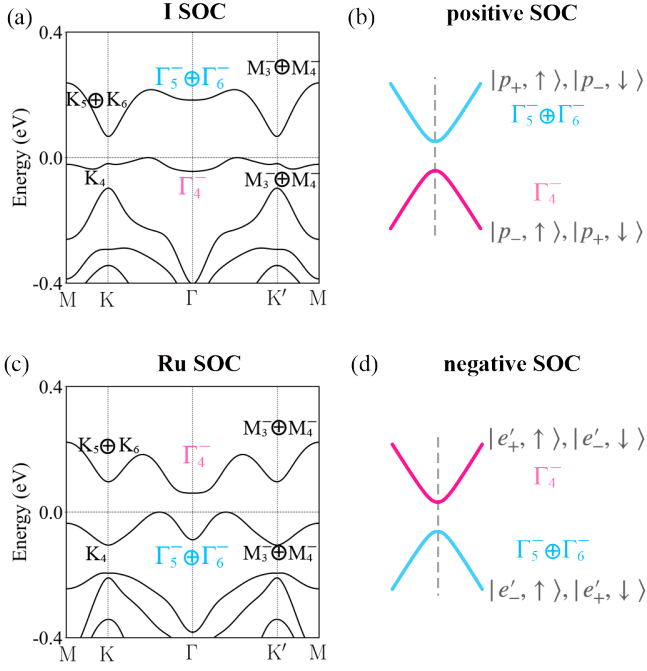 (a) I SOC
0.4
Γ₅⁻⊕Γ₆⁻
M₃⁻⊕M₄⁻
K₅⊕K₆
Energy (eV)
0.0
K₄
Γ₄⁻
M₃⁻⊕M₄⁻
-0.4
M K Γ K′ M
(b) positive SOC
|p₊, ↑ ⟩, |p₋, ↓ ⟩
Γ₅⁻⊕Γ₆⁻
Γ₄⁻
|p₋, ↑ ⟩, |p₊, ↓ ⟩
(c) Ru SOC
0.4
M₃⁻⊕M₄⁻
K₅⊕K₆
Γ₄⁻
Energy (eV)
0.0
K₄
Γ₅⁻⊕Γ₆⁻
M₃⁻⊕M₄⁻
-0.4
M K Γ K′ M
(d) negative SOC
|e′₊, ↑ ⟩, |e′₋, ↓ ⟩
Γ₄⁻
Γ₅⁻⊕Γ₆⁻
|e′₋, ↑ ⟩, |e′₊, ↓ ⟩